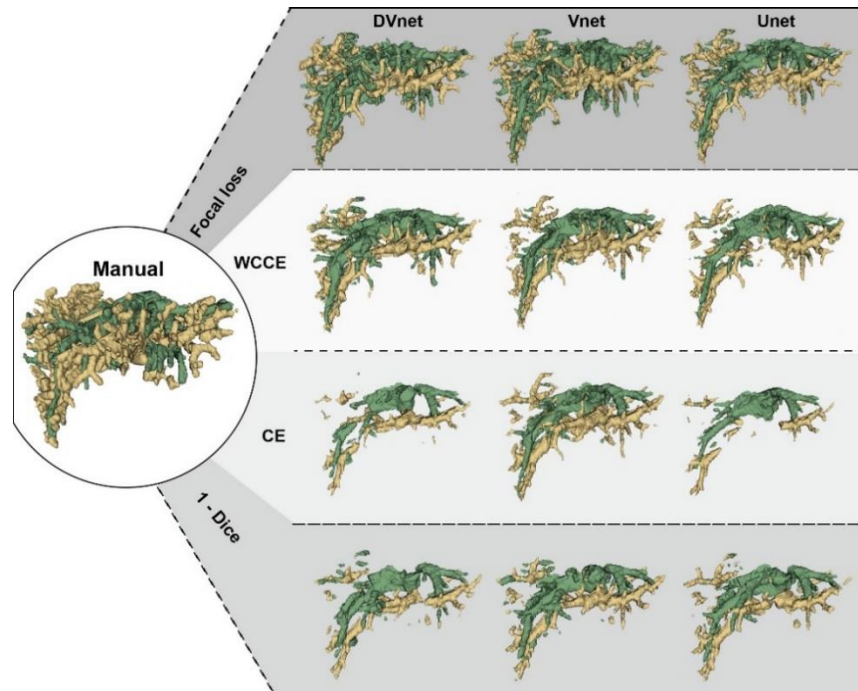 DVnet Vnet Unet
Focal loss
WCCE
Manual
CE
1 - Dice